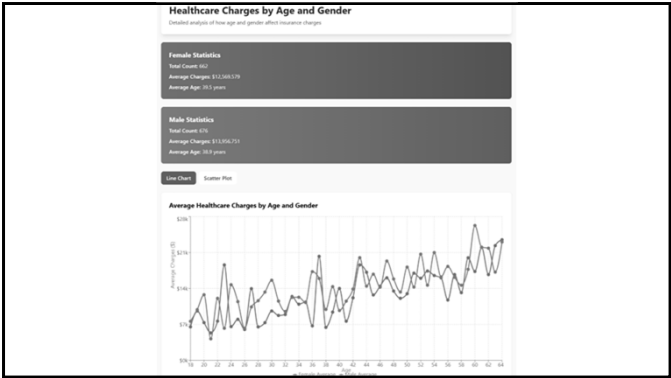 Healthcare Charges by Age and Gender
Detailed analysis of how age and gender affect insurance charges
Female Statistics
Total Count: 662
Average Charges: $12,569.579
Average Age: 39.5 years
Male Statistics
Total Count: 676
Average Charges: $13,956.751
Average Age: 38.9 years
Line Chart
Scatter Plot
Average Healthcare Charges by Age and Gender
$28k
$21k
$14k
$7k
$0k
Average Charges ($)
18 20 22 24 26 28 30 32 34 36 38 40 42 44 46 48 50 52 54 56 58 60 62 64
Age
Female Average Male Average